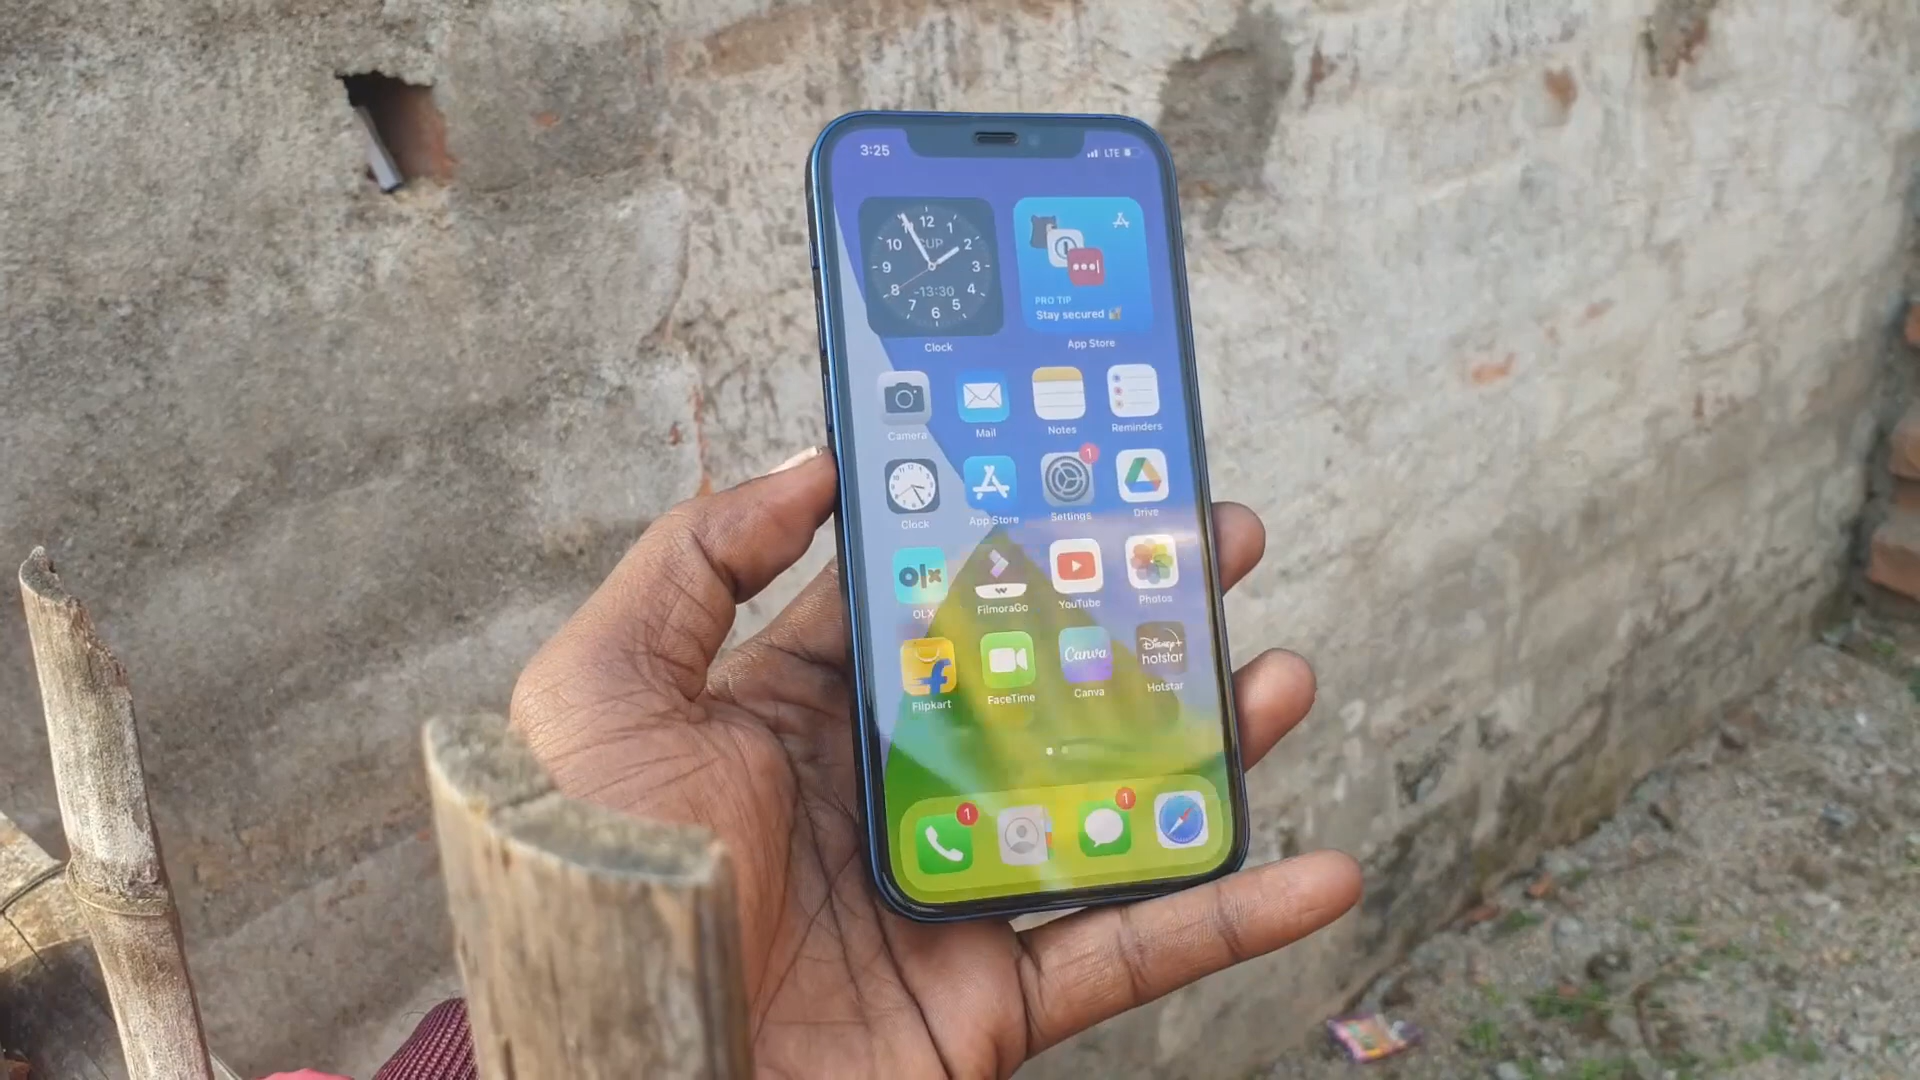 3:25
LTE
12
1
2
3
4
5
6
7
8
9
10
11
CUP
-13:30
PRO TIP
Stay secured
Clock
App Store
Camera
Mail
Notes
Reminders
1
Clock
App Store
Settings
Drive
olx
Disney+
hotstar
OLX
FilmoraGo
YouTube
Photos
Canva
Flipkart
FaceTime
Canva
Hotstar
1
1